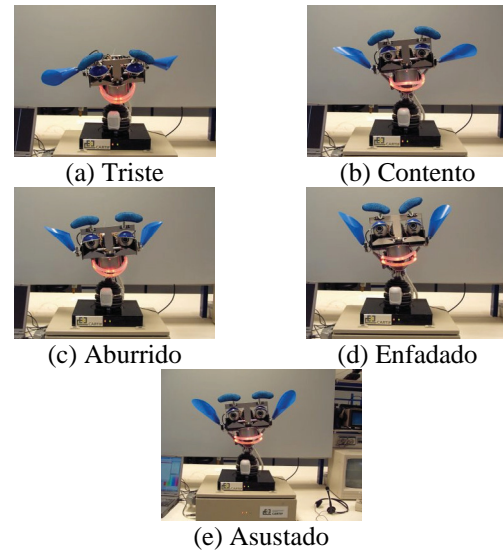 (a) Triste
(b) Contento
(c) Aburrido
(d) Enfadado
(e) Asustado